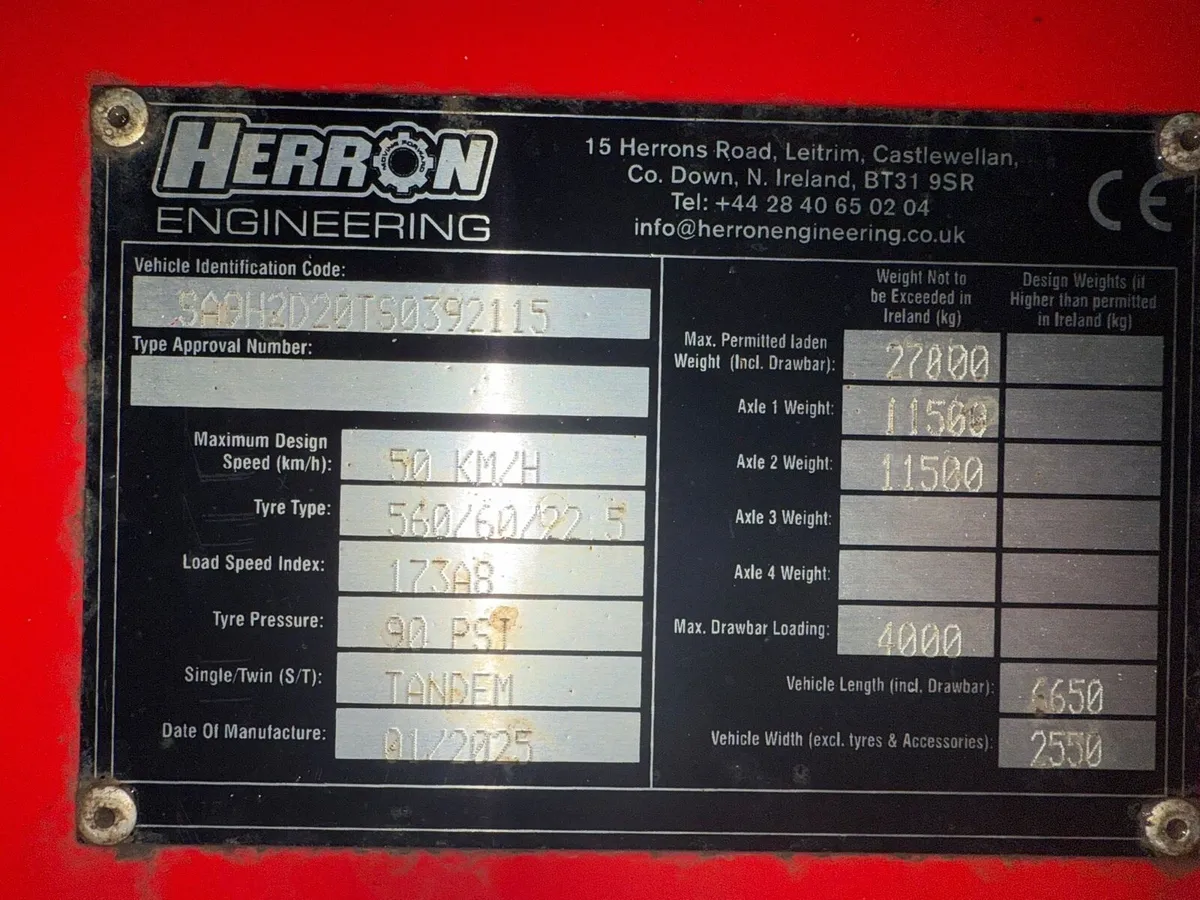 HERRON
MOVING FORWARD
ENGINEERING
15 Herrons Road, Leitrim, Castlewellan,
Co. Down, N. Ireland, BT31 9SR
Tel: +44 28 40 65 02 04
info@herronengineering.co.uk
CE
Vehicle Identification Code:
SA9H2D20TS0392115
Type Approval Number:
Maximum Design
Speed (km/h):
50 KM/H
Tyre Type:
560/60/22.5
Load Speed Index:
173A8
Tyre Pressure:
90 PSI
Single/Twin (S/T):
TANDEM
Date Of Manufacture:
01/2025
Weight Not to
be Exceeded in
Ireland (kg)
Design Weights (if
Higher than permitted
in Ireland (kg)
Max. Permitted laden
Weight (Incl. Drawbar):
27000
Axle 1 Weight:
11500
Axle 2 Weight:
11500
Axle 3 Weight:
Axle 4 Weight:
Max. Drawbar Loading:
4000
Vehicle Length (incl. Drawbar):
6650
Vehicle Width (excl. tyres & Accessories):
2550